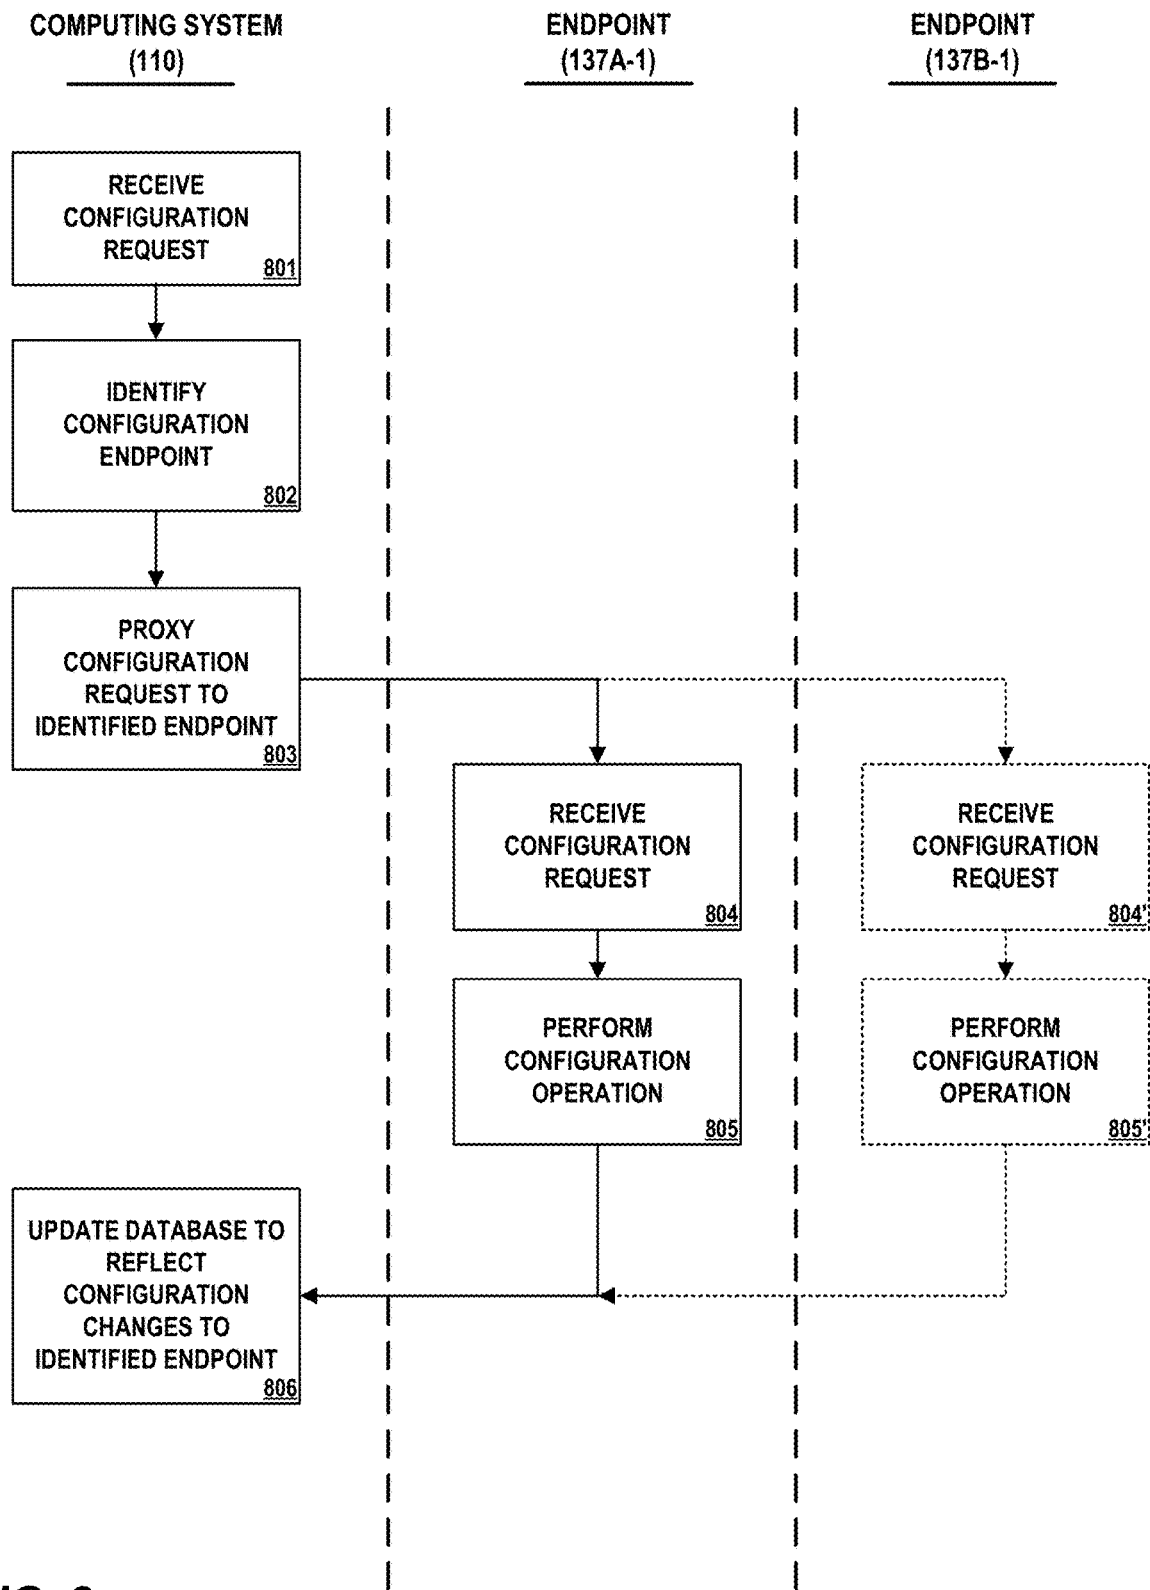 COMPUTING SYSTEM
(110)
ENDPOINT
(137A-1)
ENDPOINT
(137B-1)
RECEIVE
CONFIGURATION
REQUEST
801
IDENTIFY
CONFIGURATION
ENDPOINT
802
PROXY
CONFIGURATION
REQUEST TO
IDENTIFIED ENDPOINT
803
RECEIVE
CONFIGURATION
REQUEST
804
RECEIVE
CONFIGURATION
REQUEST
804'
PERFORM
CONFIGURATION
OPERATION
805
PERFORM
CONFIGURATION
OPERATION
805'
UPDATE DATABASE TO
REFLECT
CONFIGURATION
CHANGES TO
IDENTIFIED ENDPOINT
806